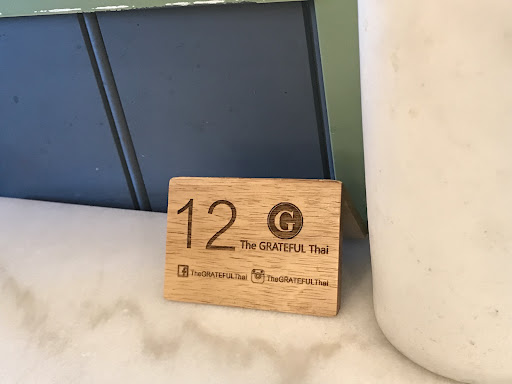 12
G
The GRATEFUL Thai
f TheGRATEFULThai TheGRATEFULThai